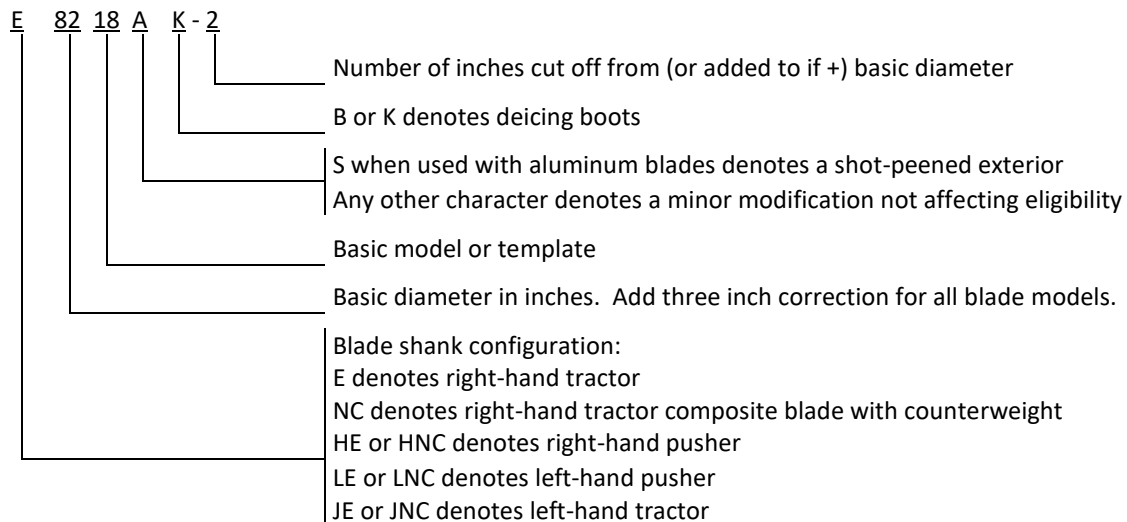 E 82 18 A K - 2
Number of inches cut off from (or added to if +) basic diameter
B or K denotes deicing boots
S when used with aluminum blades denotes a shot-peened exterior
Any other character denotes a minor modification not affecting eligibility
Basic model or template
Basic diameter in inches. Add three inch correction for all blade models.
Blade shank configuration:
E denotes right-hand tractor
NC denotes right-hand tractor composite blade with counterweight
HE or HNC denotes right-hand pusher
LE or LNC denotes left-hand pusher
JE or JNC denotes left-hand tractor